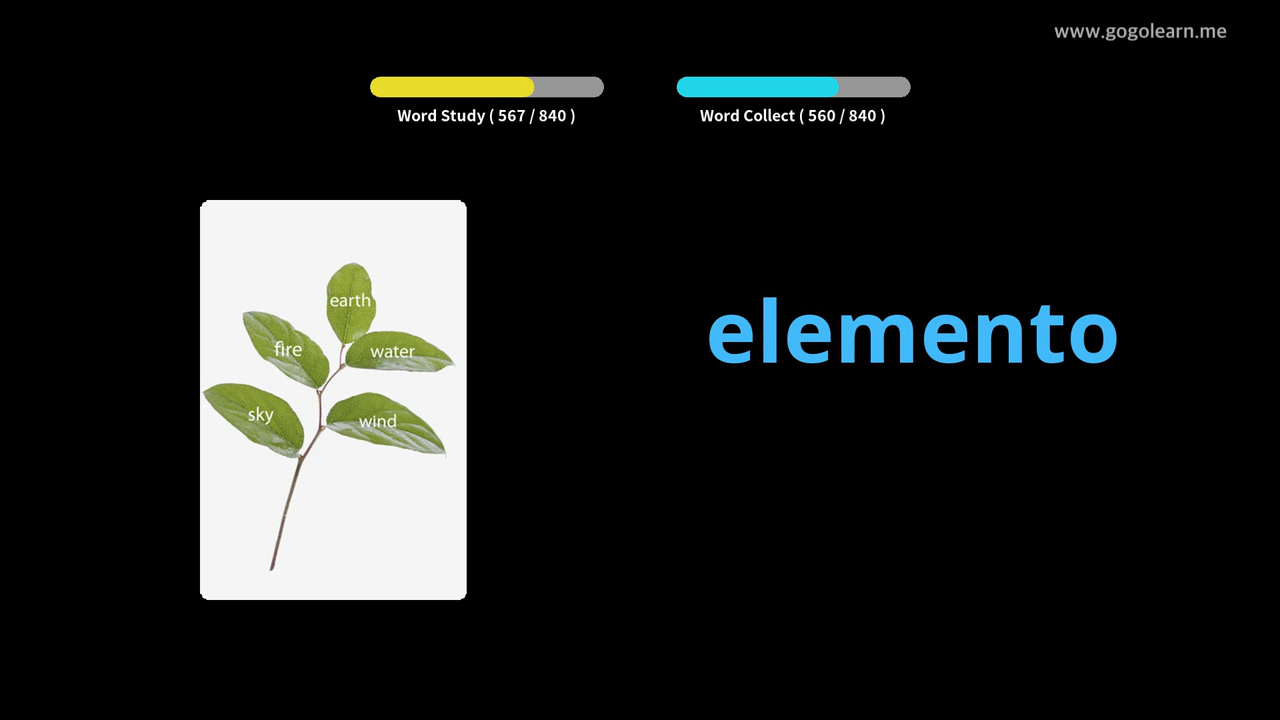 www.gogolearn.me
Word Study ( 567 / 840 )
Word Collect ( 560 / 840 )
earth
fire
water
sky
wind
elemento